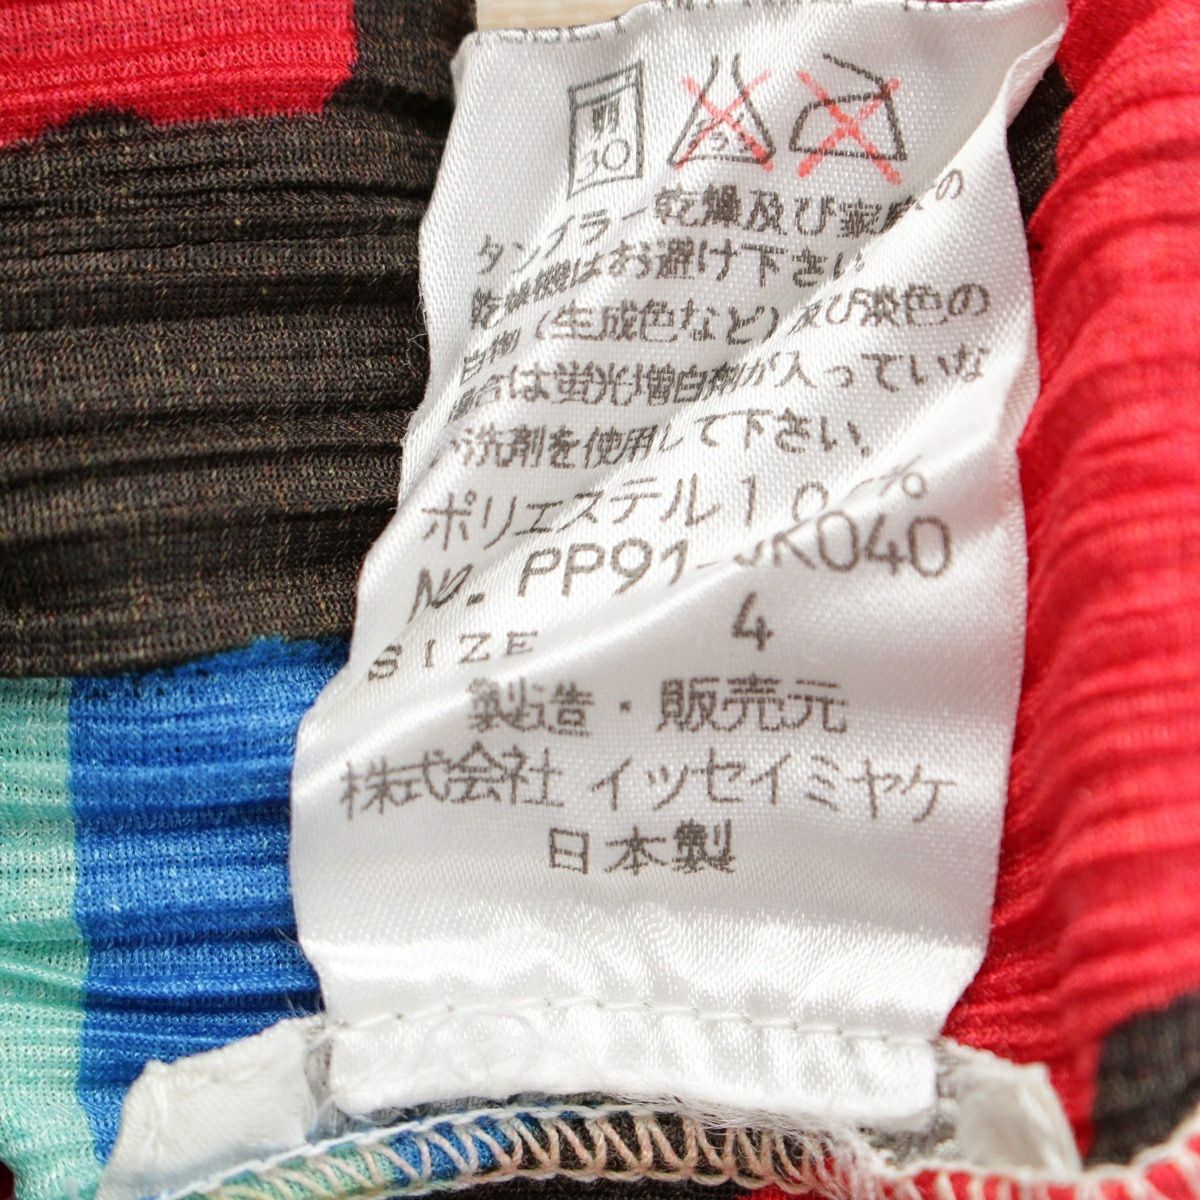 タンブラー乾燥及び家庭の
乾燥機はお避け下さい
白物(生成色など)及び淡色の
場合は蛍光増白剤が入っていな
い洗剤を使用して下さい。
ポリエステル100%
NO. PP91-JK040
SIZE 4
製造・販売元
株式会社 イッセイミヤケ
日本製